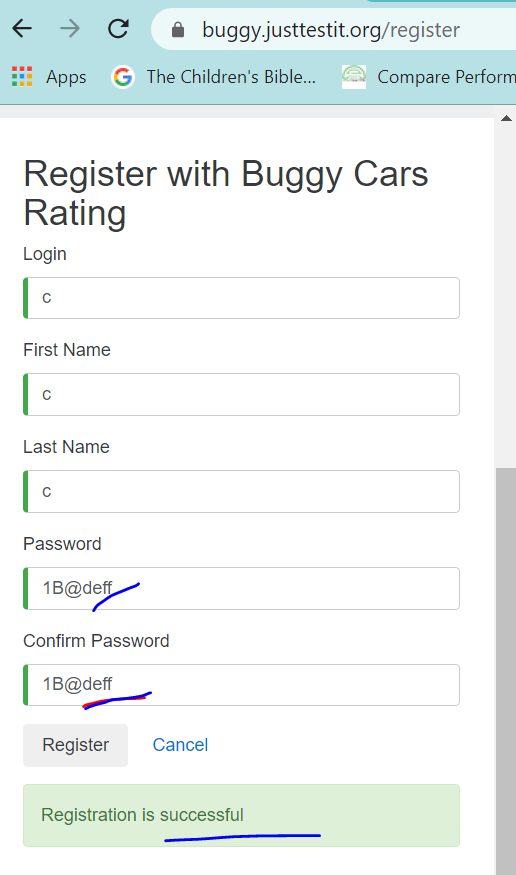 buggy.justtestit.org/register
Apps The Children's Bible... Compare Perform
Register with Buggy Cars
Rating
Login
c
First Name
c
Last Name
c
Password
1B@deff
Confirm Password
1B@deff
Register Cancel
Registration is successful